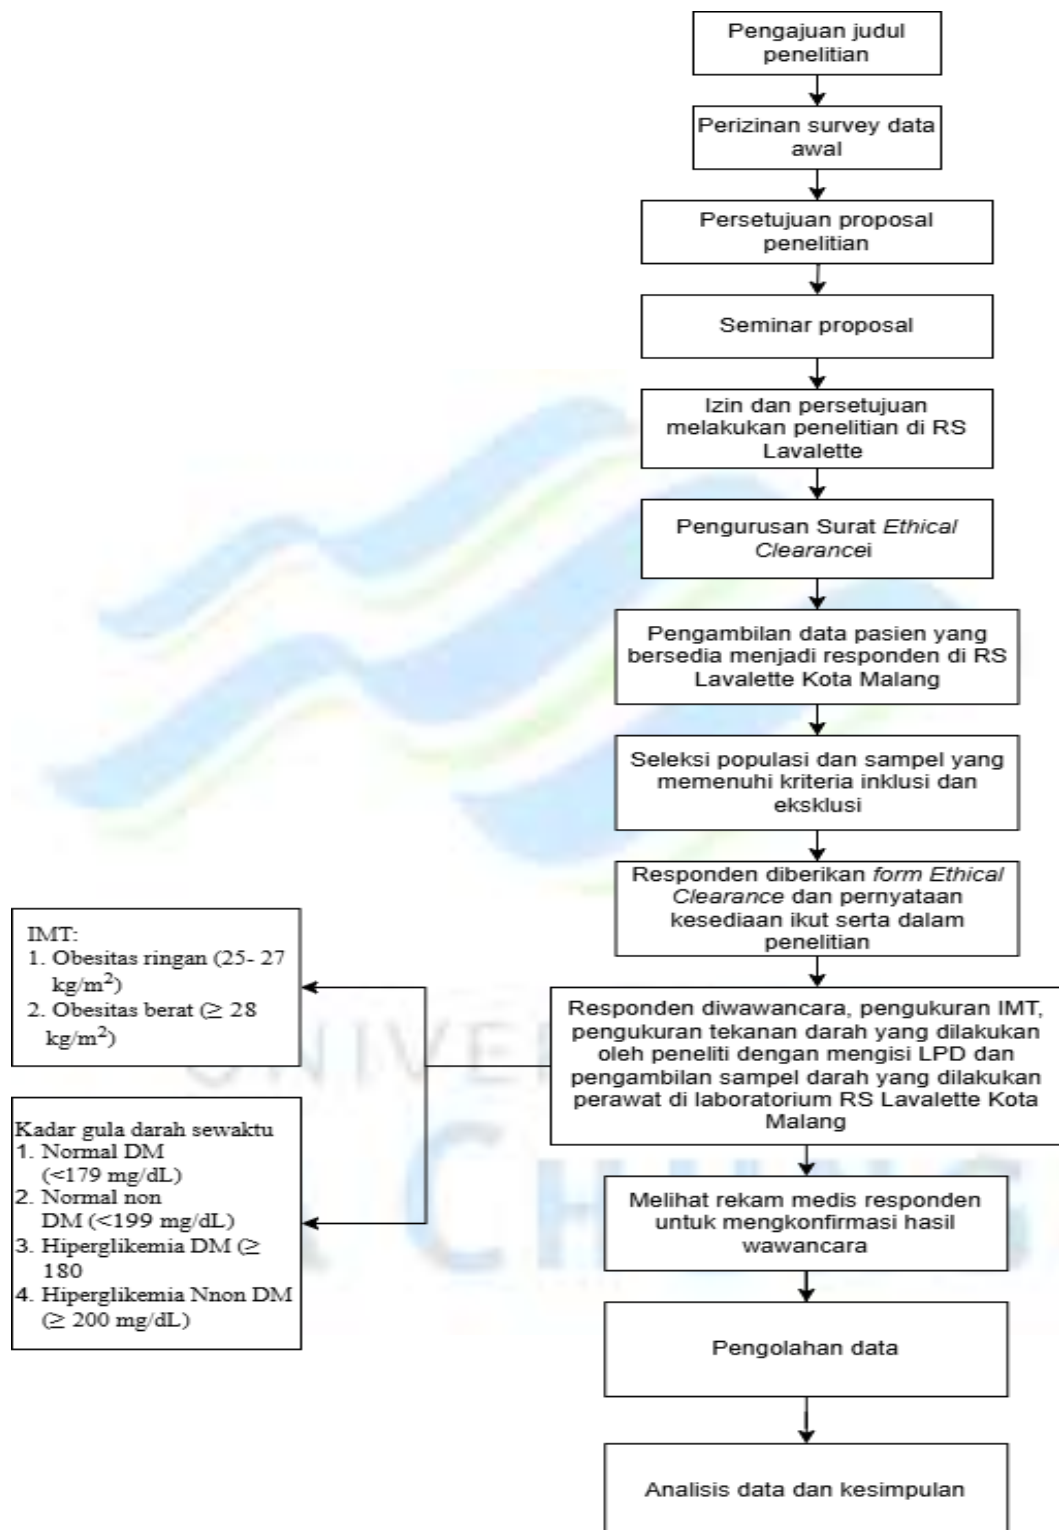 Pengajuan judul
penelitian
Perizinan survey data
awal
Persetujuan proposal
penelitian
Seminar proposal
Izin dan persetujuan
melakukan penelitian di RS
Lavalette
Pengurusan Surat Ethical
Clearancei
Pengambilan data pasien yang
bersedia menjadi responden di RS
Lavalette Kota Malang
Seleksi populasi dan sampel yang
memenuhi kriteria inklusi dan
eksklusi
Responden diberikan form Ethical
Clearance dan pernyataan
kesediaan ikut serta dalam
penelitian
Responden diwawancara, pengukuran IMT,
pengukuran tekanan darah yang dilakukan
oleh peneliti dengan mengisi LPD dan
pengambilan sampel darah yang dilakukan
perawat di laboratorium RS Lavalette Kota
Malang
IMT:
1. Obesitas ringan (25- 27
kg/m²)
2. Obesitas berat (≥ 28
kg/m²)
Kadar gula darah sewaktu
1. Normal DM
(<179 mg/dL)
2. Normal non
DM (<199 mg/dL)
3. Hiperglikemia DM (≥
180
4. Hiperglikemia Nnon DM
(≥ 200 mg/dL)
Melihat rekam medis responden
untuk mengkonfirmasi hasil
wawancara
Pengolahan data
Analisis data dan kesimpulan